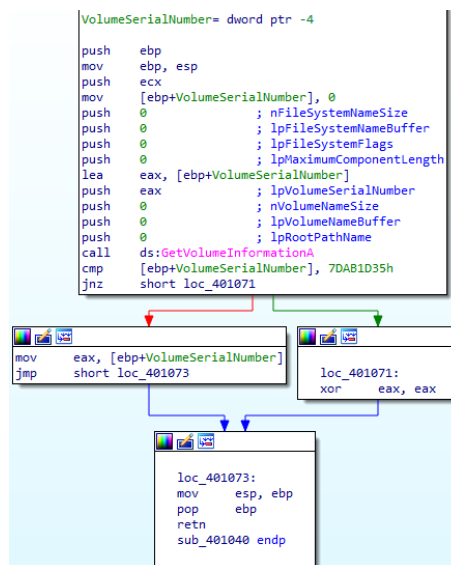 VolumeSerialNumber= dword ptr -4
push ebp
mov ebp, esp
push ecx
mov [ebp+VolumeSerialNumber], 0
push 0 ; nFileSystemNameSize
push 0 ; lpFileSystemNameBuffer
push 0 ; lpFileSystemFlags
push 0 ; lpMaximumComponentLength
lea eax, [ebp+VolumeSerialNumber]
push eax ; lpVolumeSerialNumber
push 0 ; nVolumeNameSize
push 0 ; lpVolumeNameBuffer
push 0 ; lpRootPathName
call ds:GetVolumeInformationA
cmp [ebp+VolumeSerialNumber], 7DAB1D35h
jnz short loc_401071
mov eax, [ebp+VolumeSerialNumber]
jmp short loc_401073
loc_401071:
xor eax, eax
loc_401073:
mov esp, ebp
pop ebp
retn
sub_401040 endp